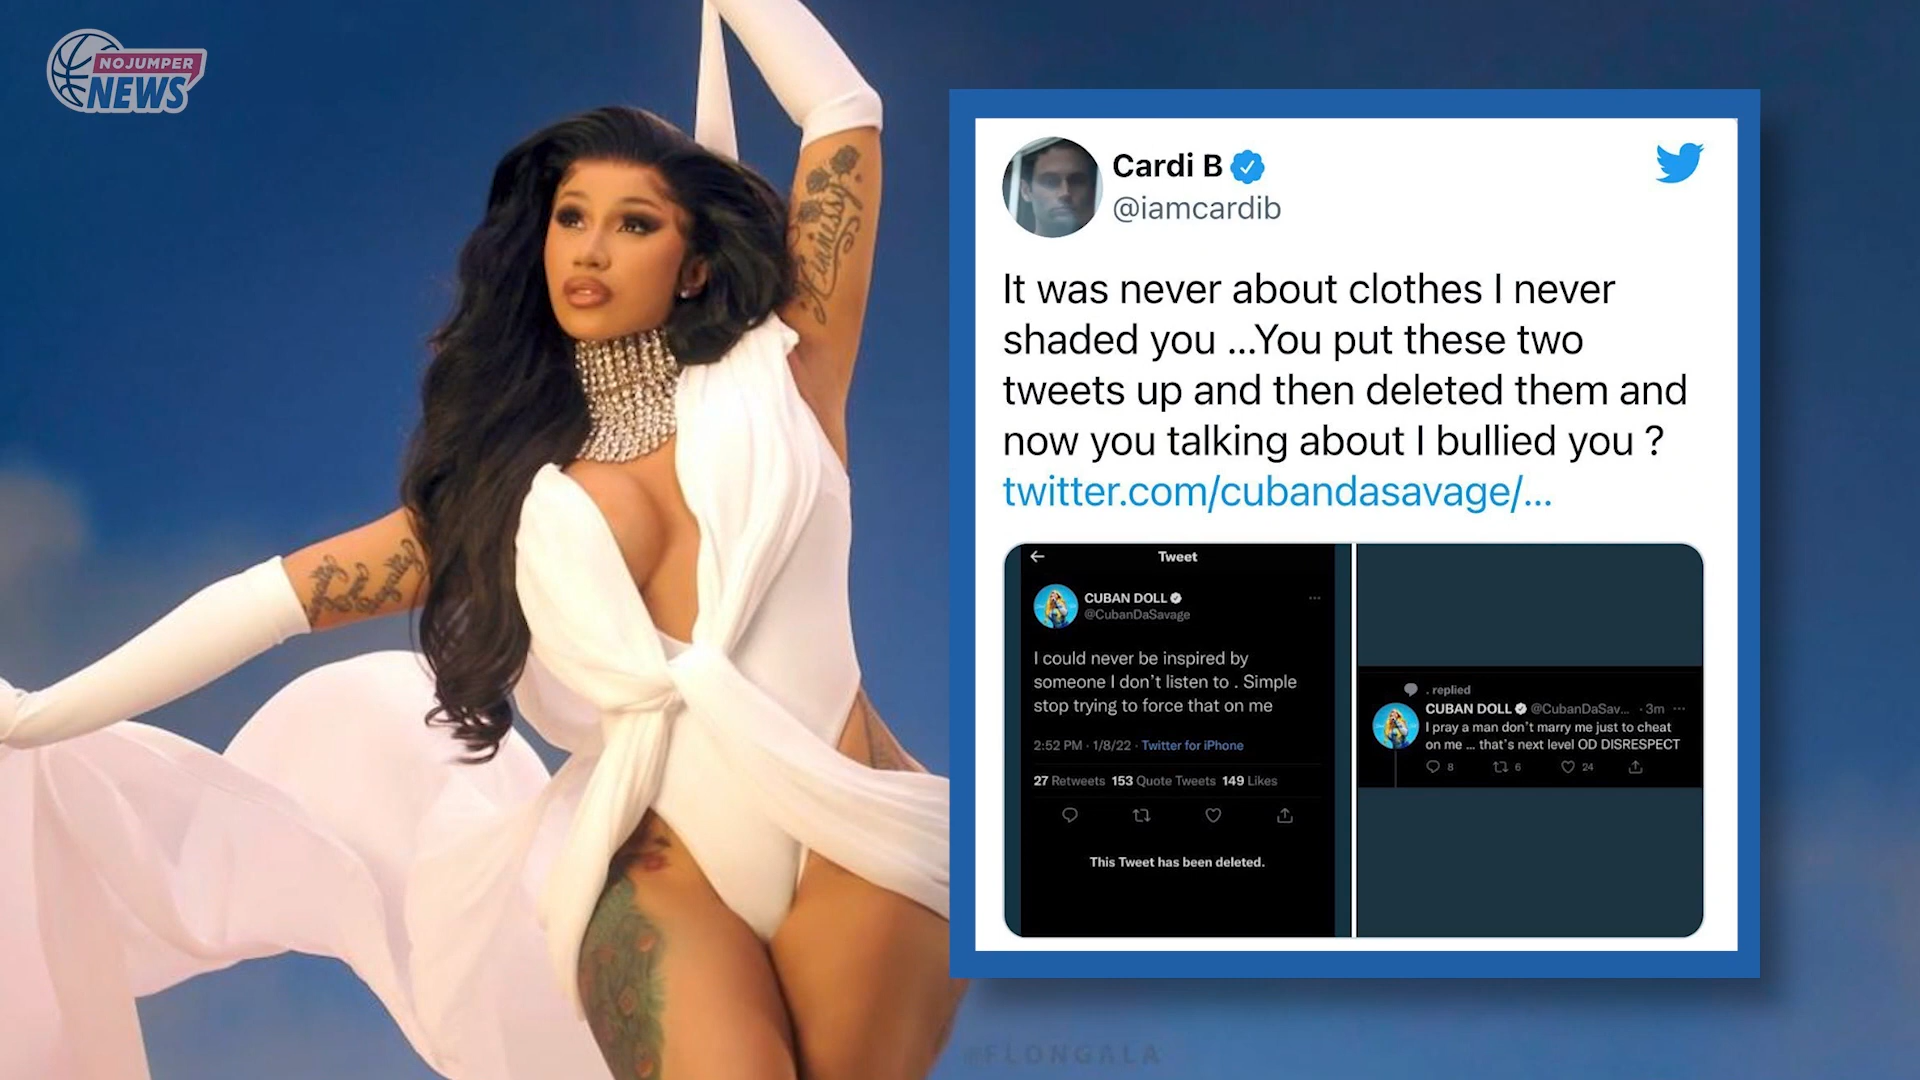 NOJUMPER
NEWS
Cardi B
@iamcardib
It was never about clothes I never
shaded you ...You put these two
tweets up and then deleted them and
now you talking about I bullied you ?
twitter.com/cubandasavage/...
Tweet
CUBAN DOLL
@CubanDaSavage
I could never be inspired by
someone I don't listen to . Simple
stop trying to force that on me
2:52 PM · 1/8/22 · Twitter for iPhone
27 Retweets 153 Quote Tweets 149 Likes
This Tweet has been deleted.
. replied
CUBAN DOLL @CubanDaSav... · 3m
I pray a man don't marry me just to cheat
on me ... that's next level OD DISRESPECT
8 6 24
Hennessy
@FLONGALA